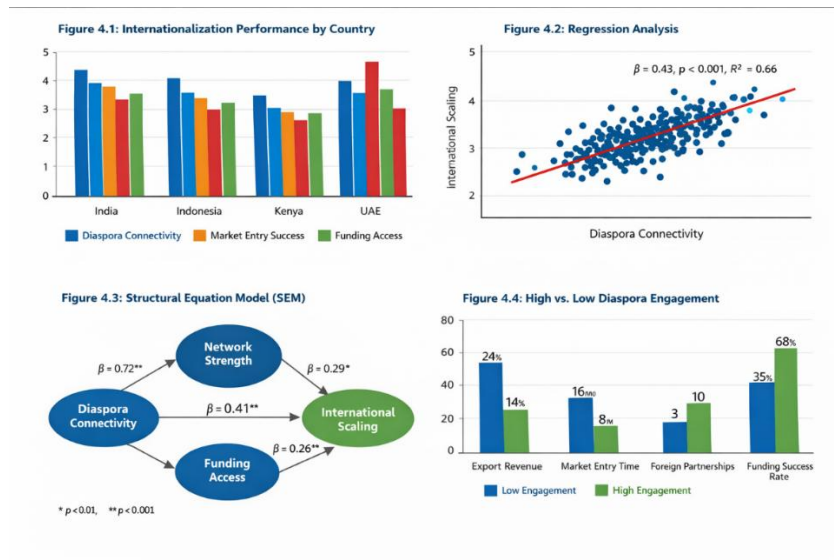 Figure 4.1: Internationalization Performance by Country
5
4
3
2
1
0
India Indonesia Kenya UAE
Diaspora Connectivity Market Entry Success Funding Access
Figure 4.2: Regression Analysis
β = 0.43, p < 0.001, R² = 0.66
5
4
3
2
International Scaling
Diaspora Connectivity
Figure 4.3: Structural Equation Model (SEM)
Network
Strength
β = 0.72**
β = 0.29*
Diaspora
Connectivity
β = 0.41**
International
Scaling
β = 0.26**
Funding
Access
* p<0.01, **p<0.001
Figure 4.4: High vs. Low Diaspora Engagement
80
60
40
20
0
24%
14%
16
8
3
10
35%
68%
Export Revenue Market Entry Time Foreign Partnerships Funding Success
Rate
Low Engagement High Engagement